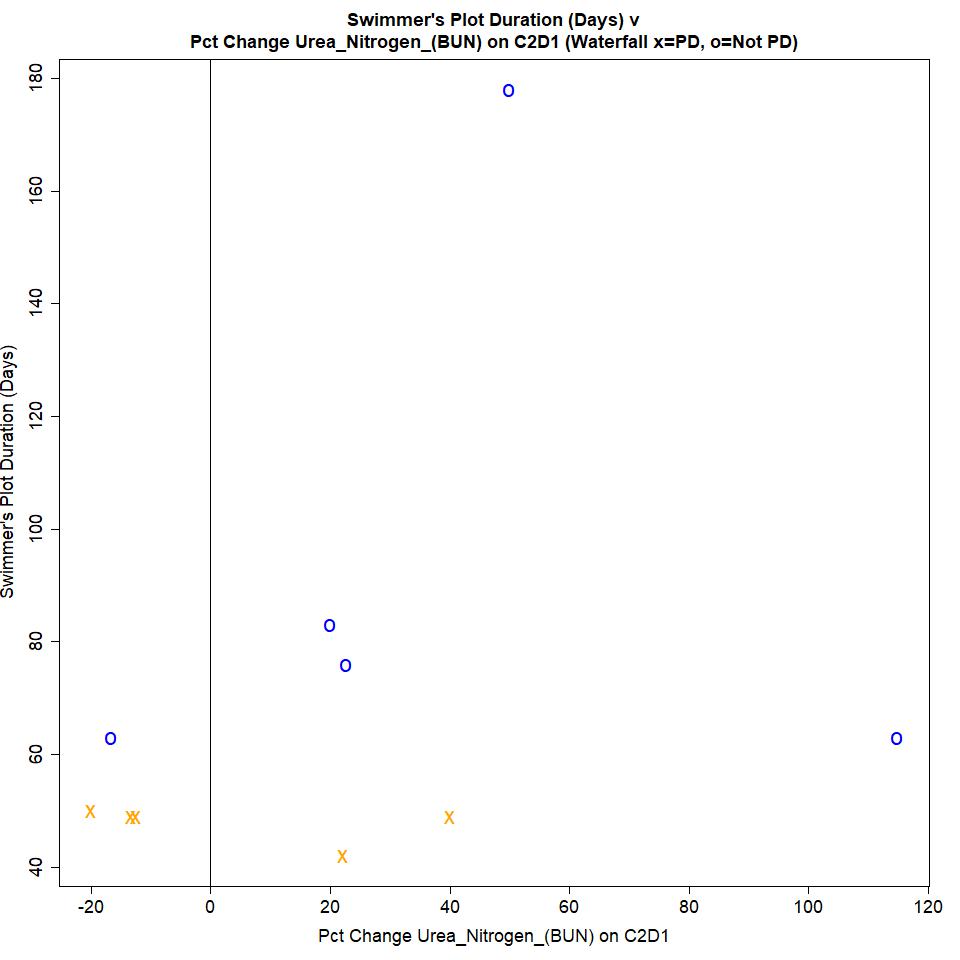 Swimmer's Plot Duration (Days) v
Pct Change Urea_Nitrogen_(BUN) on C2D1 (Waterfall x=PD, o=Not PD)
Swimmer's Plot Duration (Days)
180
160
140
120
100
80
60
40
O
O
O
O
O
X
X
X
X
X
-20
0
20
40
60
80
100
120
Pct Change Urea_Nitrogen_(BUN) on C2D1